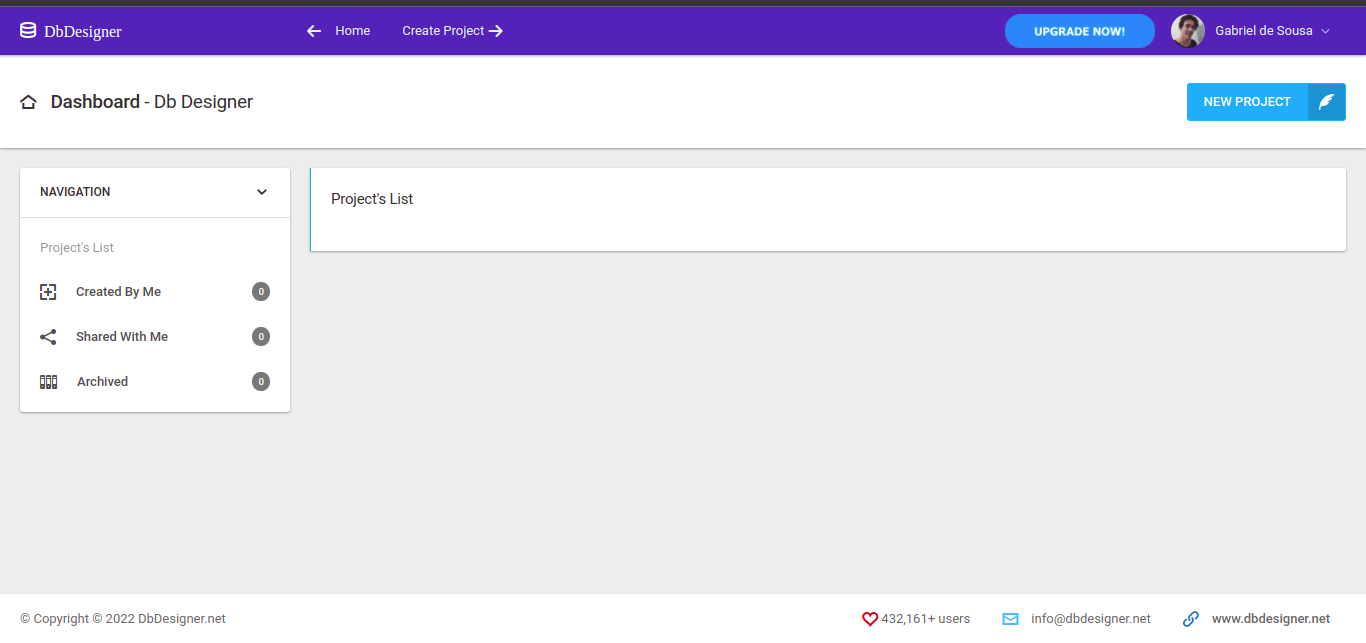 DbDesigner
Home
Create Project
UPGRADE NOW!
Gabriel de Sousa
Dashboard - Db Designer
NEW PROJECT
NAVIGATION
Project's List
Created By Me
0
Shared With Me
0
Archived
0
Project's List
© Copyright © 2022 DbDesigner.net
432,161+ users
info@dbdesigner.net
www.dbdesigner.net